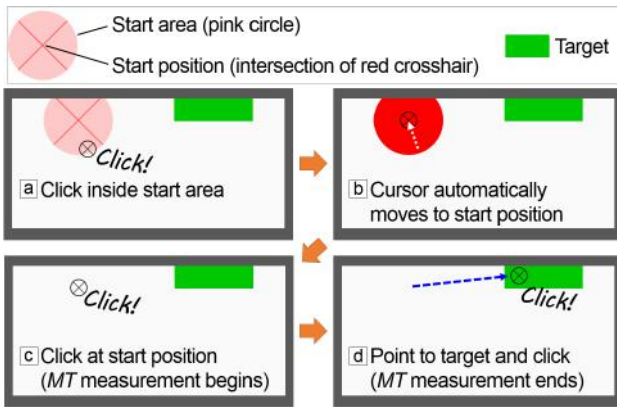 Start area (pink circle)
Start position (intersection of red crosshair)
Target
Click!
a Click inside start area
b Cursor automatically
moves to start position
Click!
c Click at start position
(MT measurement begins)
Click!
d Point to target and click
(MT measurement ends)